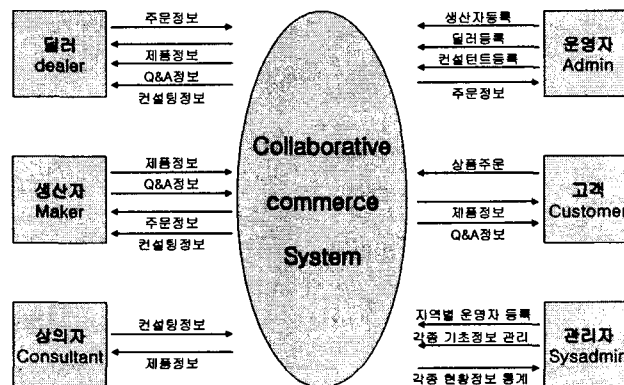 딜러
dealer
주문정보
제품정보
Q&A정보
컨설팅정보
생산자
Maker
제품정보
Q&A정보
주문정보
컨설팅정보
상의자
Consultant
컨설팅정보
제품정보
Collaborative
commerce
System
생산자등록
딜러등록
컨설턴트등록
주문정보
운영자
Admin
상품주문
제품정보
Q&A정보
고객
Customer
지역별 운영자 등록
각종 기초정보 관리
각종 현황정보 통계
관리자
Sysadmin